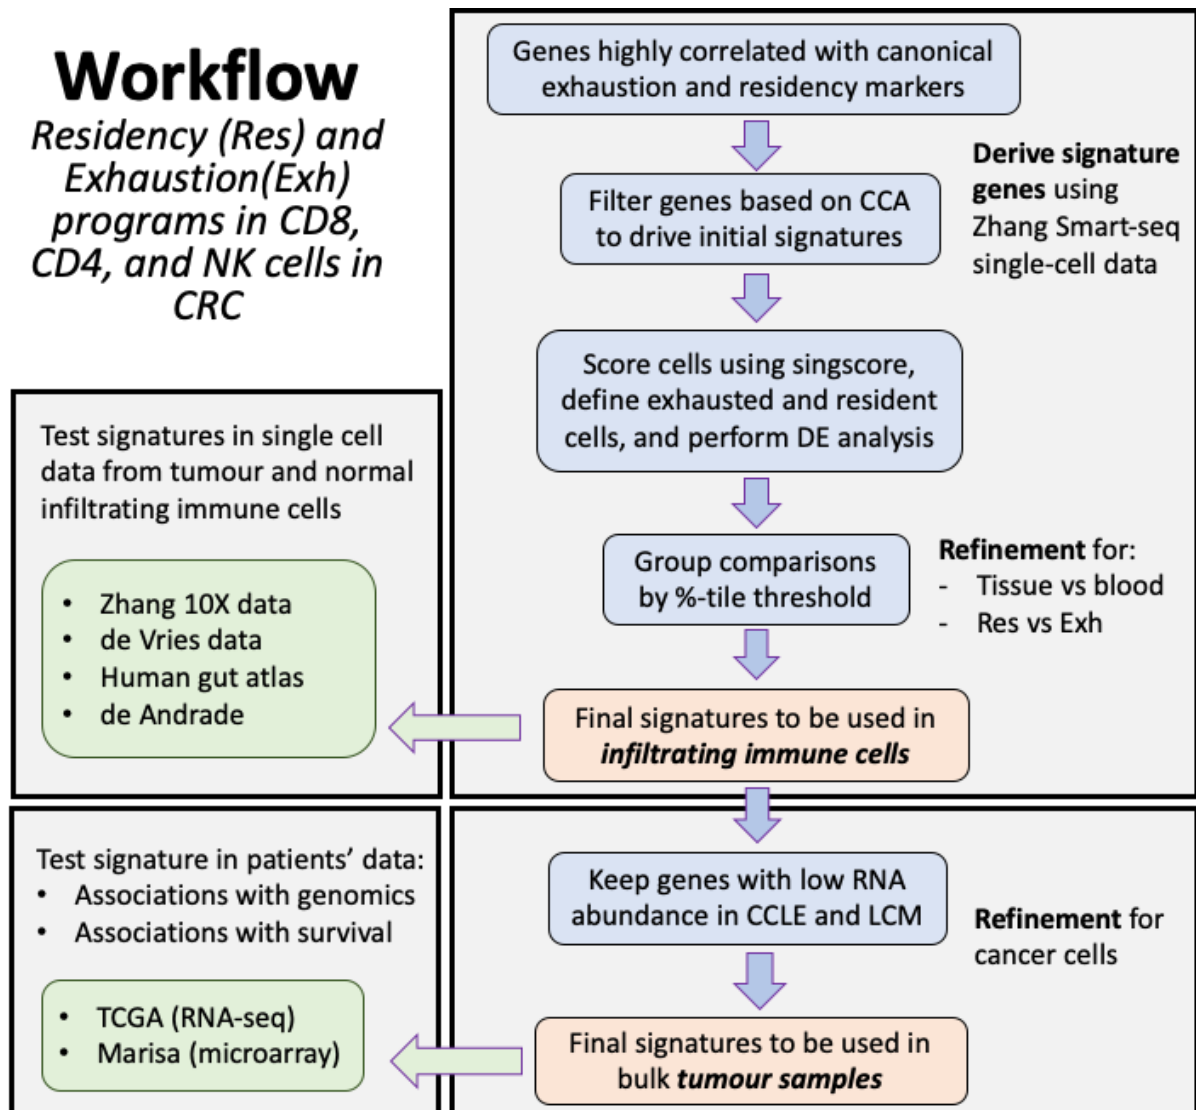 Workflow
Residency (Res) and
Exhaustion(Exh)
programs in CD8,
CD4, and NK cells in
CRC
Genes highly correlated with canonical
exhaustion and residency markers
Derive signature
genes using
Zhang Smart-seq
single-cell data
Filter genes based on CCA
to drive initial signatures
Score cells using singscore,
define exhausted and resident
cells, and perform DE analysis
Group comparisons
by %-tile threshold
Refinement for:
- Tissue vs blood
- Res vs Exh
Final signatures to be used in
infiltrating immune cells
Test signatures in single cell
data from tumour and normal
infiltrating immune cells
• Zhang 10X data
• de Vries data
• Human gut atlas
• de Andrade
Keep genes with low RNA
abundance in CCLE and LCM
Refinement for
cancer cells
Final signatures to be used in
bulk tumour samples
Test signature in patients’ data:
• Associations with genomics
• Associations with survival
• TCGA (RNA-seq)
• Marisa (microarray)